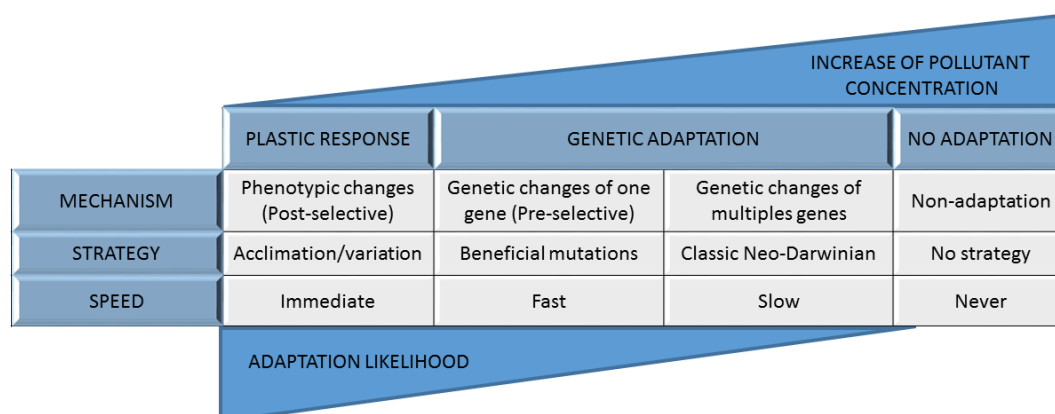 INCREASE OF POLLUTANT
CONCENTRATION
PLASTIC RESPONSE GENETIC ADAPTATION NO ADAPTATION
MECHANISM
Phenotypic changes
(Post-selective)
Genetic changes of one
gene (Pre-selective)
Genetic changes of
multiples genes
Non-adaptation
STRATEGY Acclimation/variation Beneficial mutations Classic Neo-Darwinian No strategy
SPEED Immediate Fast Slow Never
ADAPTATION LIKELIHOOD